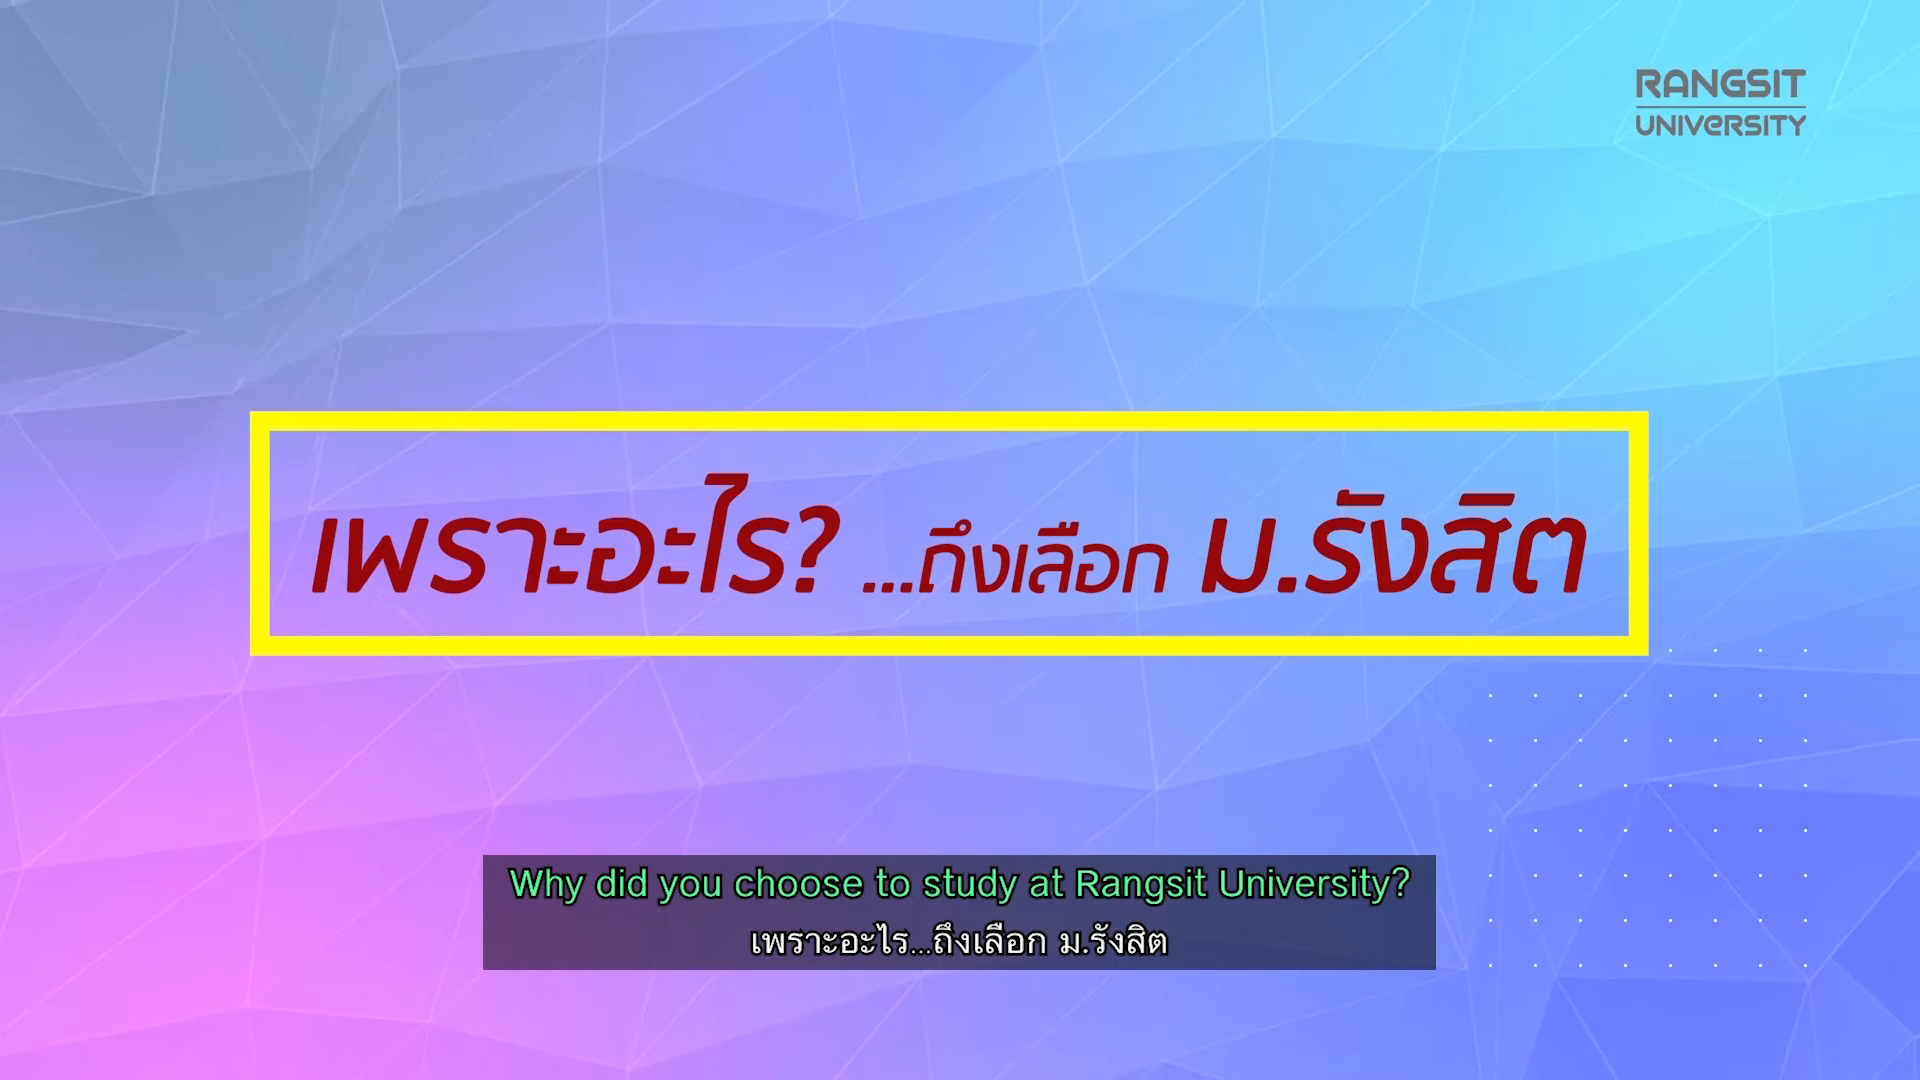 RANGSIT
UNIVERSITY
เพราะอะไร? ...ถึงเลือก ม.รังสิต
Why did you choose to study at Rangsit University?
เพราะอะไร...ถึงเลือก ม.รังสิต